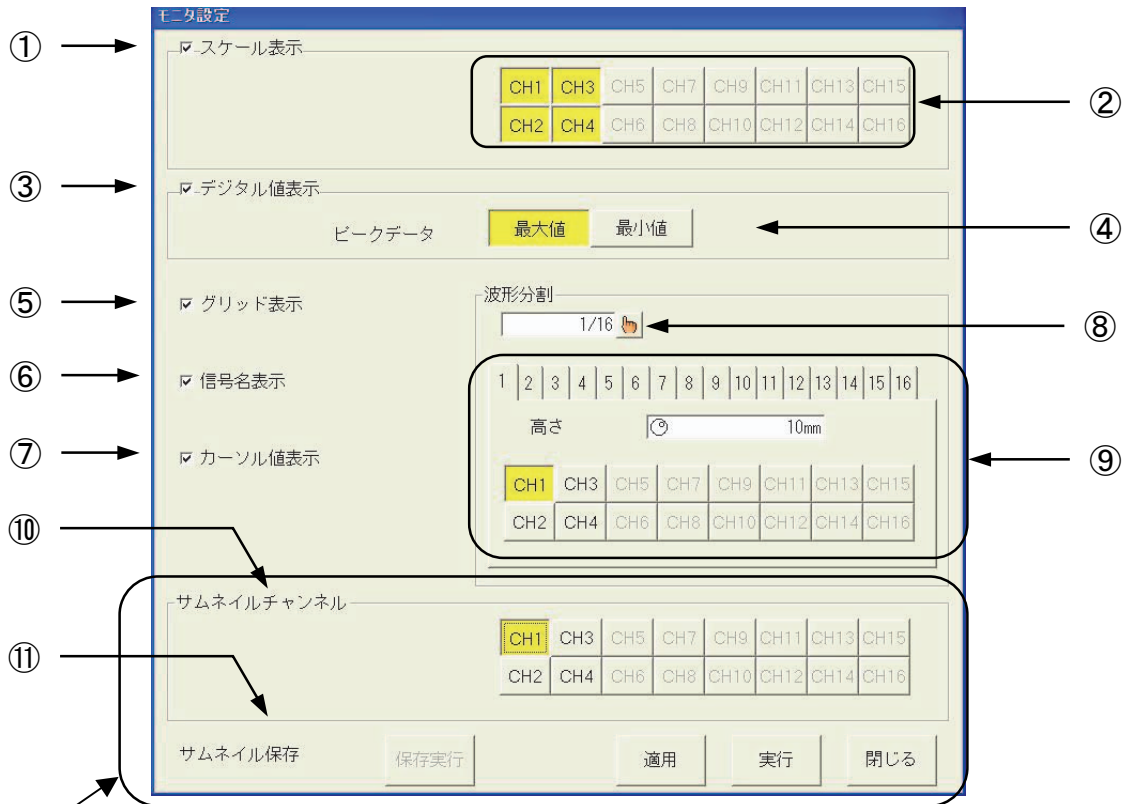 モニタ設定
① スケール表示
CH1 CH3 CH5 CH7 CH9 CH11 CH13 CH15
②
CH2 CH4 CH6 CH8 CH10 CH12 CH14 CH16
③ デジタル値表示
ピークデータ 最大値 最小値 ④
⑤ グリッド表示
波形分割
1/16 ⑧
⑥ 信号名表示
1 2 3 4 5 6 7 8 9 10 11 12 13 14 15 16
高さ 10mm
⑦ カーソル値表示
⑨
CH1 CH3 CH5 CH7 CH9 CH11 CH13 CH15
CH2 CH4 CH6 CH8 CH10 CH12 CH14 CH16
⑩
サムネイルチャンネル
CH1 CH3 CH5 CH7 CH9 CH11 CH13 CH15
CH2 CH4 CH6 CH8 CH10 CH12 CH14 CH16
⑪
サムネイル保存 保存実行 適用 実行 閉じる